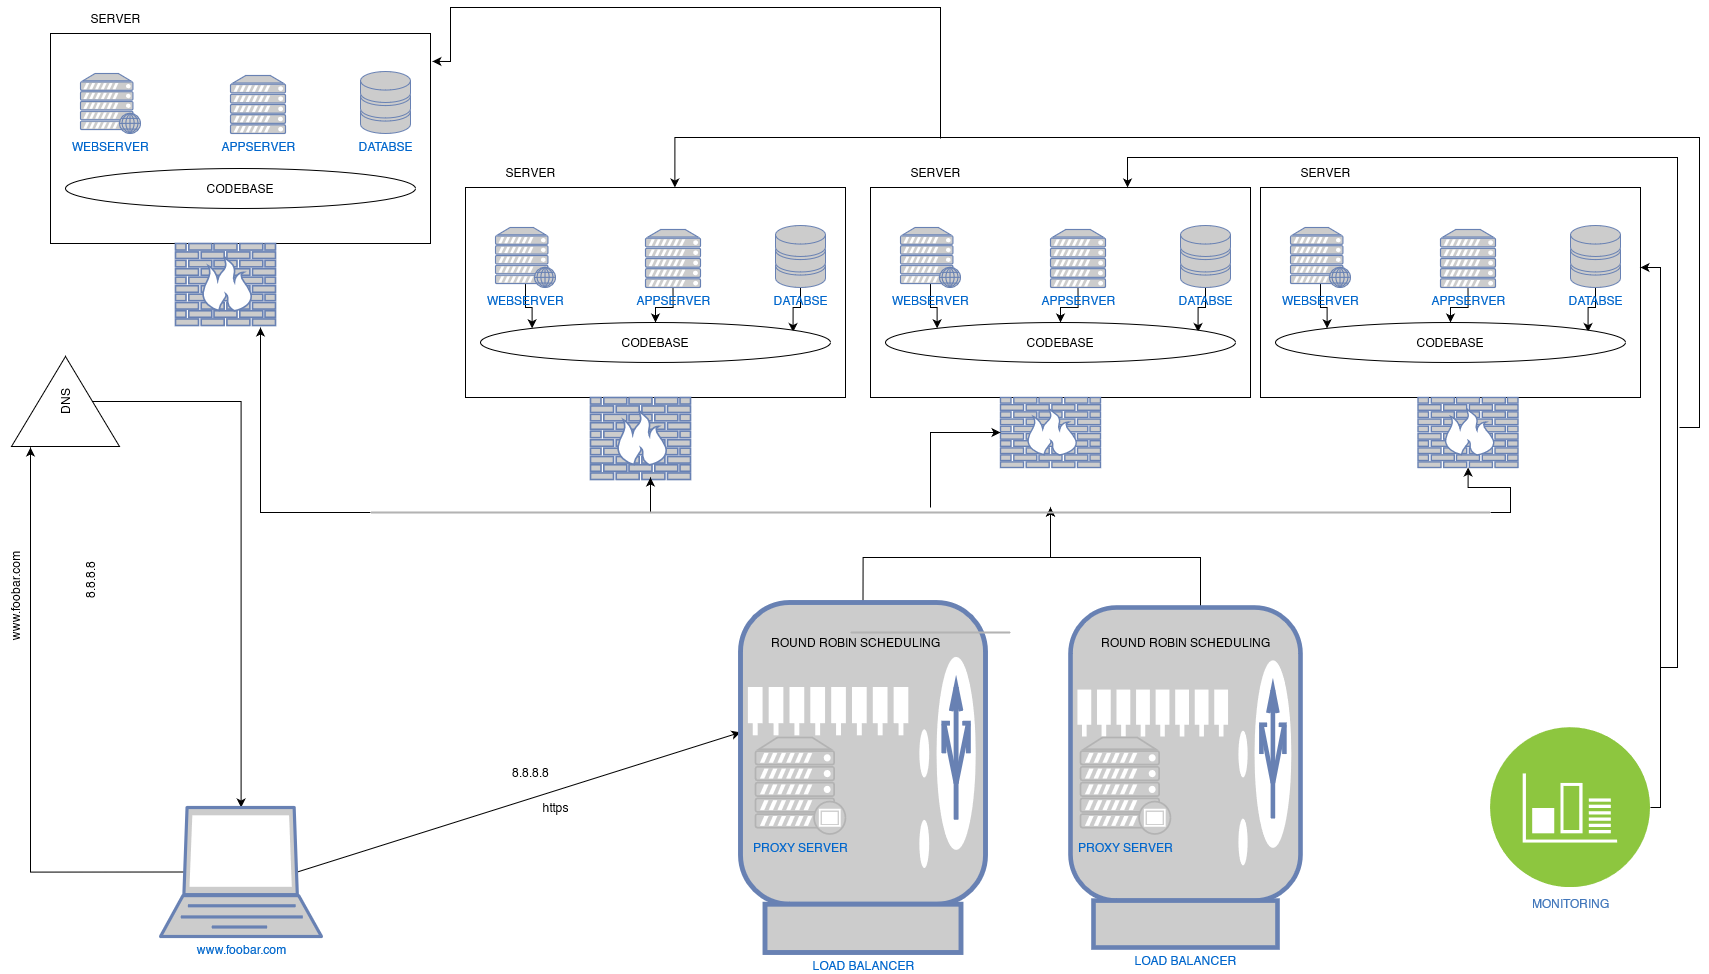 SERVER
WEBSERVER
APPSERVER
DATABSE
CODEBASE
SERVER
WEBSERVER
APPSERVER
DATABSE
CODEBASE
SERVER
WEBSERVER
APPSERVER
DATABSE
CODEBASE
SERVER
WEBSERVER
APPSERVER
DATABSE
CODEBASE
DNS
www.foobar.com
8.8.8.8
8.8.8.8
https
www.foobar.com
ROUND ROBIN SCHEDULING
PROXY SERVER
LOAD BALANCER
ROUND ROBIN SCHEDULING
PROXY SERVER
LOAD BALANCER
MONITORING